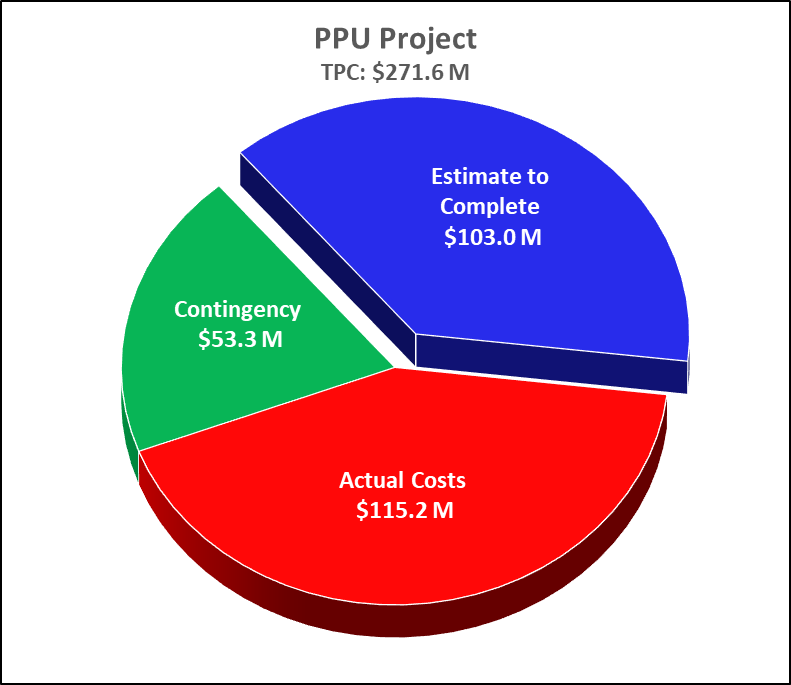 PPU Project
TPC: $271.6 M
Estimate to
Complete
$103.0 M
Contingency
$53.3 M
Actual Costs
$115.2 M